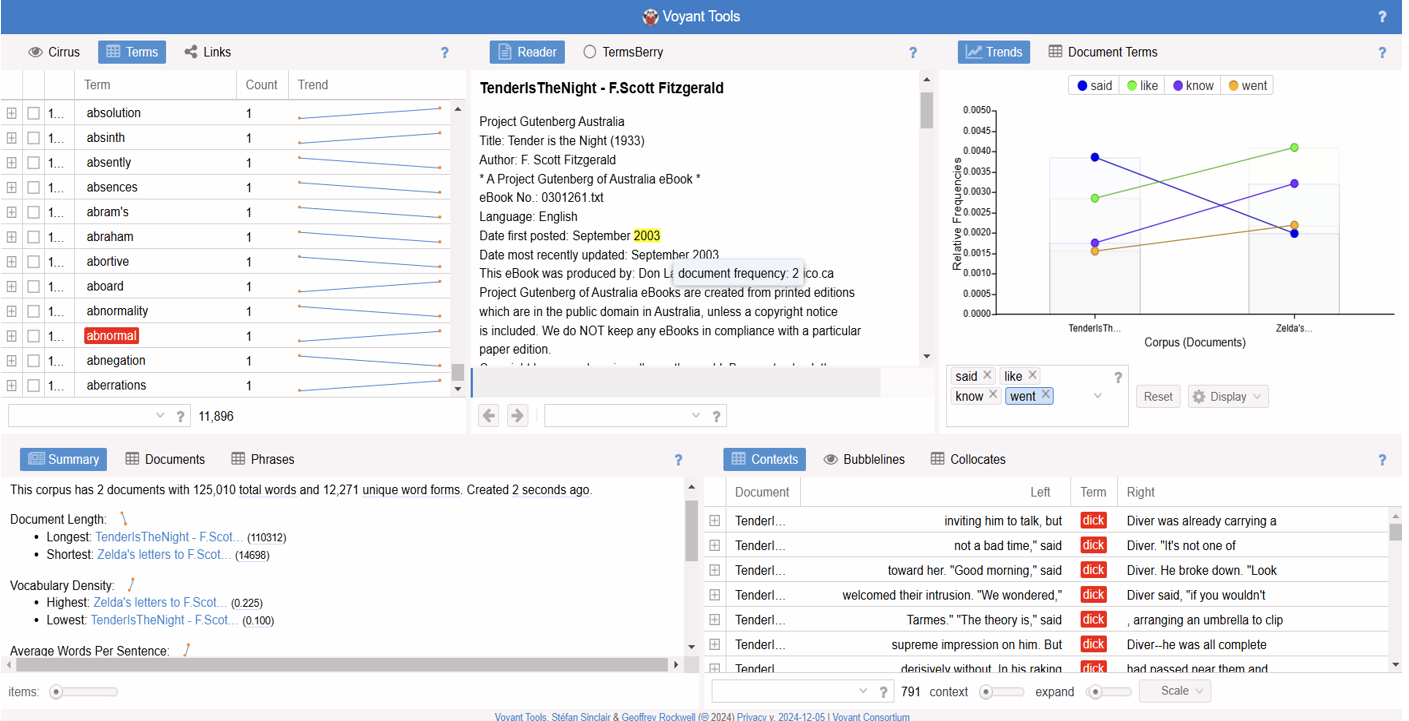 Voyant Tools
?
Cirrus Terms Links ?
Term Count Trend
absolution 1
absinth 1
absently 1
absences 1
abram's 1
abraham 1
abortive 1
aboard 1
abnormality 1
abnormal 1
abnegation 1
aberrations 1
1...
1...
1...
1...
1...
1...
1...
1...
1...
1...
1...
1...
? 11,896
Reader TermsBerry ?
TenderIsTheNight - F.Scott Fitzgerald
Project Gutenberg Australia
Title: Tender is the Night (1933)
Author: F. Scott Fitzgerald
* A Project Gutenberg of Australia eBook *
eBook No.: 0301261.txt
Language: English
Date first posted: September 2003
Date most recently updated: September 2003
This eBook was produced by: Don
document frequency: 2
ico.ca
Project Gutenberg of Australia eBooks are created from printed editions
which are in the public domain in Australia, unless a copyright notice
is included. We do NOT keep any eBooks in compliance with a particular
paper edition.
?
Trends Document Terms ?
said like know went
0.0050
0.0045
0.0040
0.0035
0.0030
0.0025
0.0020
0.0015
0.0010
0.0005
0.0000
Relative Frequencies
TenderIsTh... Zelda's...
Corpus (Documents)
said like ?
know went
Reset Display
Summary Documents Phrases ?
This corpus has 2 documents with 125,010 total words and 12,271 unique word forms. Created 2 seconds ago.
Document Length:
• Longest: TenderIsTheNight - F.Scot... (110312)
• Shortest: Zelda's letters to F.Scot... (14698)
Vocabulary Density:
• Highest: Zelda's letters to F.Scot... (0.225)
• Lowest: TenderIsTheNight - F.Scot... (0.100)
Average Words Per Sentence:
items:
Contexts Bubblelines Collocates ?
Document Left Term Right
TenderI... inviting him to talk, but dick Diver was already carrying a
TenderI... not a bad time," said dick Diver. "It's not one of
TenderI... toward her. "Good morning," said dick Diver. He broke down. "Look
TenderI... welcomed their intrusion. "We wondered," dick Diver said, "if you wouldn't
TenderI... Tarmes." "The theory is," said dick , arranging an umbrella to clip
TenderI... supreme impression on him. But dick Diver--he was all complete
TenderI... derisively without. In his raking dick had passed near them and
? 791 context expand Scale
Voyant Tools, Stéfan Sinclair & Geoffrey Rockwell (© 2024) Privacy v. 2024-12-05 | Voyant Consortium